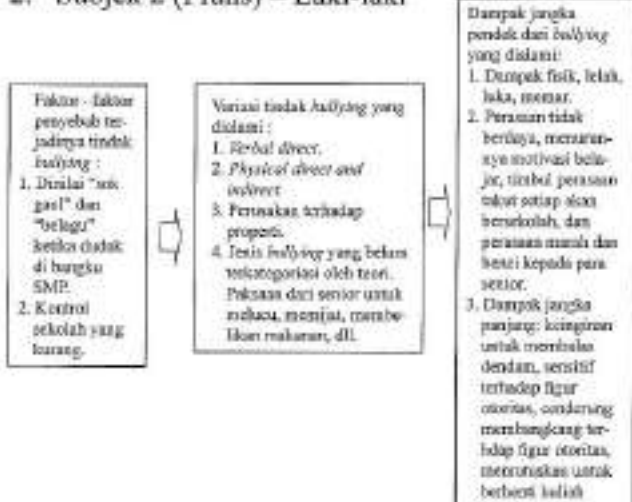 2. Subjek 2 (Frans) – Laki-laki
Faktor - faktor
penyebab ter-
jadinya tindak
bullying :
1. Dinilai "sok
gaul" dan
"belagu"
ketika duduk
di bangku
SMP.
2. Kontrol
sekolah yang
kurang.
Variasi tindak bullying yang
dialami :
1. Verbal direct.
2. Physical direct and
indirect
3. Perusakan terhadap
properti.
4. Jenis bullying yang belum
terkategorisasi oleh teori.
Paksaan dari senior untuk
melucu, memijat, membe-
likan makanan, dll.
Dampak jangka
pendek dari bullying
yang dialami:
1. Dampak fisik, lelah,
luka, memar.
2. Perasaan tidak
berdaya, menurun-
nya motivasi bela-
jar, timbul perasaan
takut setiap akan
bersekolah, dan
perasaan marah dan
benci kepada para
senior.
3. Dampak jangka
panjang: keinginan
untuk membalas
dendam, sensitif
terhadap figur
otoritas, cenderung
membangkang ter-
hdap figur otoritas,
memutuskan untuk
berhenti kuliah